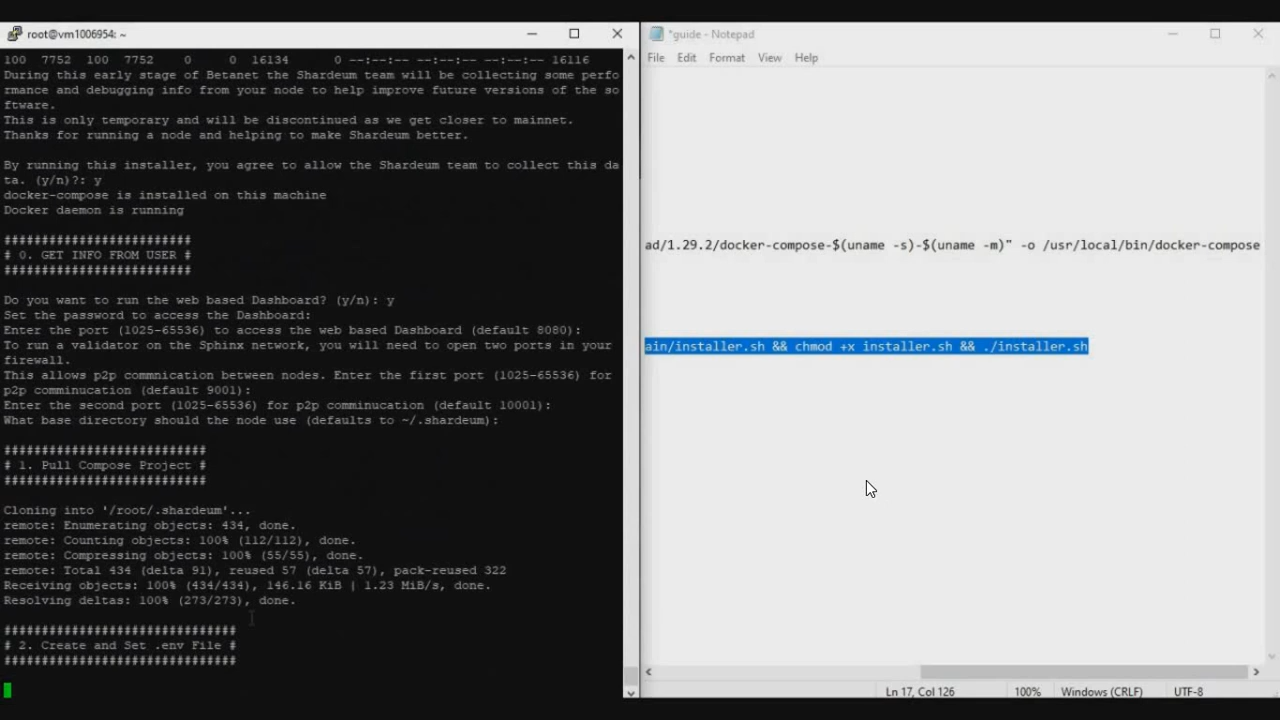 root@vm1006954: ~
100  7752  100  7752    0     0  16134      0 --:--:-- --:--:-- --:--:-- 16116
During this early stage of Betanet the Shardeum team will be collecting some perfo
rmance and debugging info from your node to help improve future versions of the so
ftware.
This is only temporary and will be discontinued as we get closer to mainnet.
Thanks for running a node and helping to make Shardeum better.
By running this installer, you agree to allow the Shardeum team to collect this da
ta. (y/n)?: y
docker-compose is installed on this machine
Docker daemon is running
#########################
# 0. GET INFO FROM USER #
#########################
Do you want to run the web based Dashboard? (y/n): y
Set the password to access the Dashboard:
Enter the port (1025-65536) to access the web based Dashboard (default 8080):
To run a validator on the Sphinx network, you will need to open two ports in your
firewall.
This allows p2p commnication between nodes. Enter the first port (1025-65536) for
p2p comminucation (default 9001):
Enter the second port (1025-65536) for p2p comminucation (default 10001):
What base directory should the node use (defaults to ~/.shardeum):
###########################
# 1. Pull Compose Project #
###########################
Cloning into '/root/.shardeum'...
remote: Enumerating objects: 434, done.
remote: Counting objects: 100% (112/112), done.
remote: Compressing objects: 100% (55/55), done.
remote: Total 434 (delta 91), reused 57 (delta 57), pack-reused 322
Receiving objects: 100% (434/434), 146.16 KiB | 1.23 MiB/s, done.
Resolving deltas: 100% (273/273), done.
###############################
# 2. Create and Set .env File #
###############################
*guide - Notepad
File Edit Format View Help
ad/1.29.2/docker-compose-$(uname -s)-$(uname -m)" -o /usr/local/bin/docker-compose
ain/installer.sh && chmod +x installer.sh && ./installer.sh
Ln 17, Col 126 100% Windows (CRLF) UTF-8